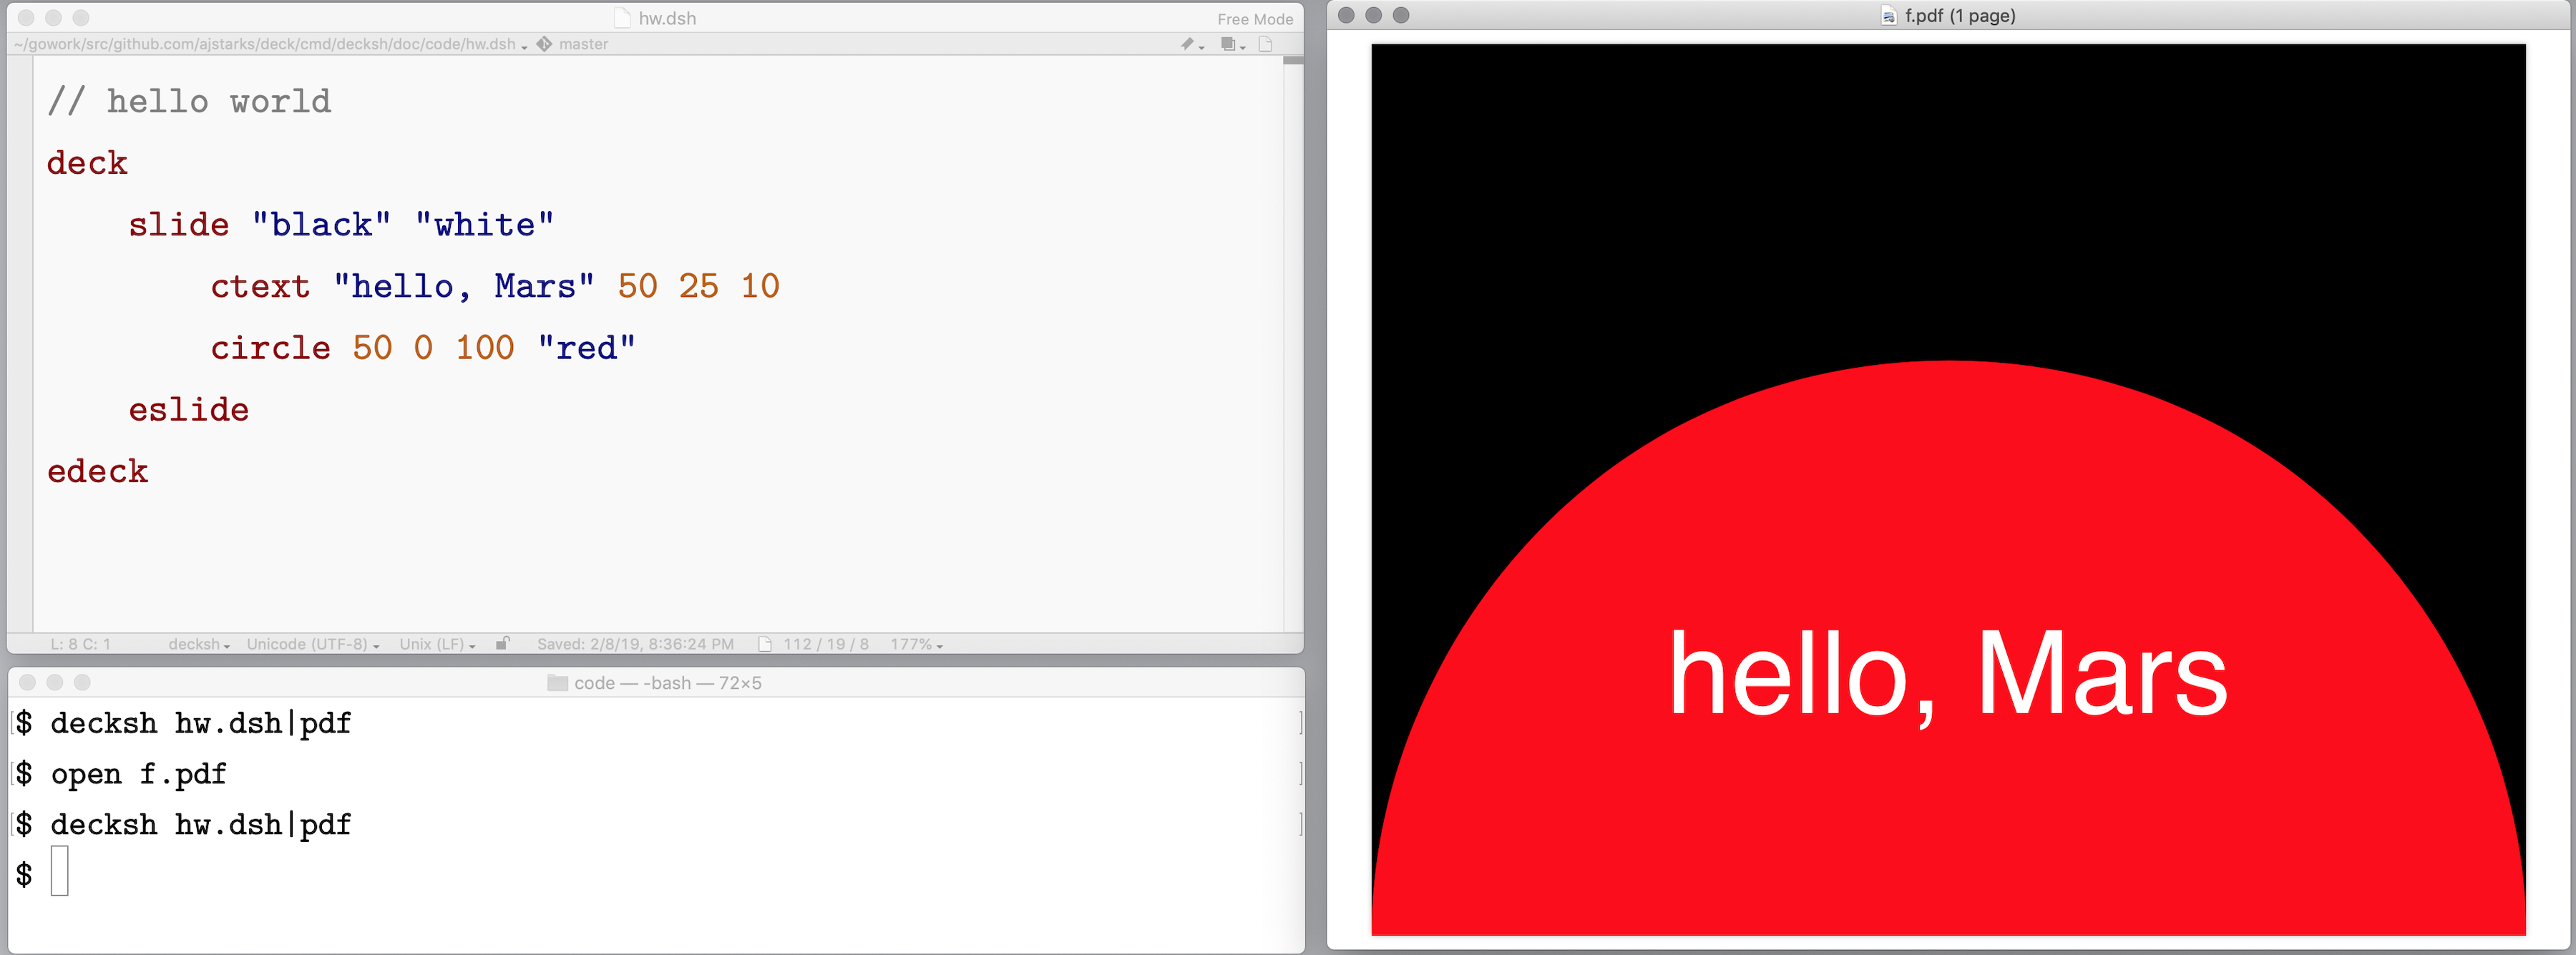 hw.dsh
Free Mode
~/gowork/src/github.com/ajstarks/deck/cmd/decksh/doc/code/hw.dsh master
// hello world
deck
slide "black" "white"
ctext "hello, Mars" 50 25 10
circle 50 0 100 "red"
eslide
edeck
L: 8 C: 1 decksh Unicode (UTF-8) Unix (LF) Saved: 2/8/19, 8:36:24 PM 112 / 19 / 8 177%
code — -bash — 72×5
[$ decksh hw.dsh|pdf ]
[$ open f.pdf ]
[$ decksh hw.dsh|pdf ]
$
f.pdf (1 page)
hello, Mars